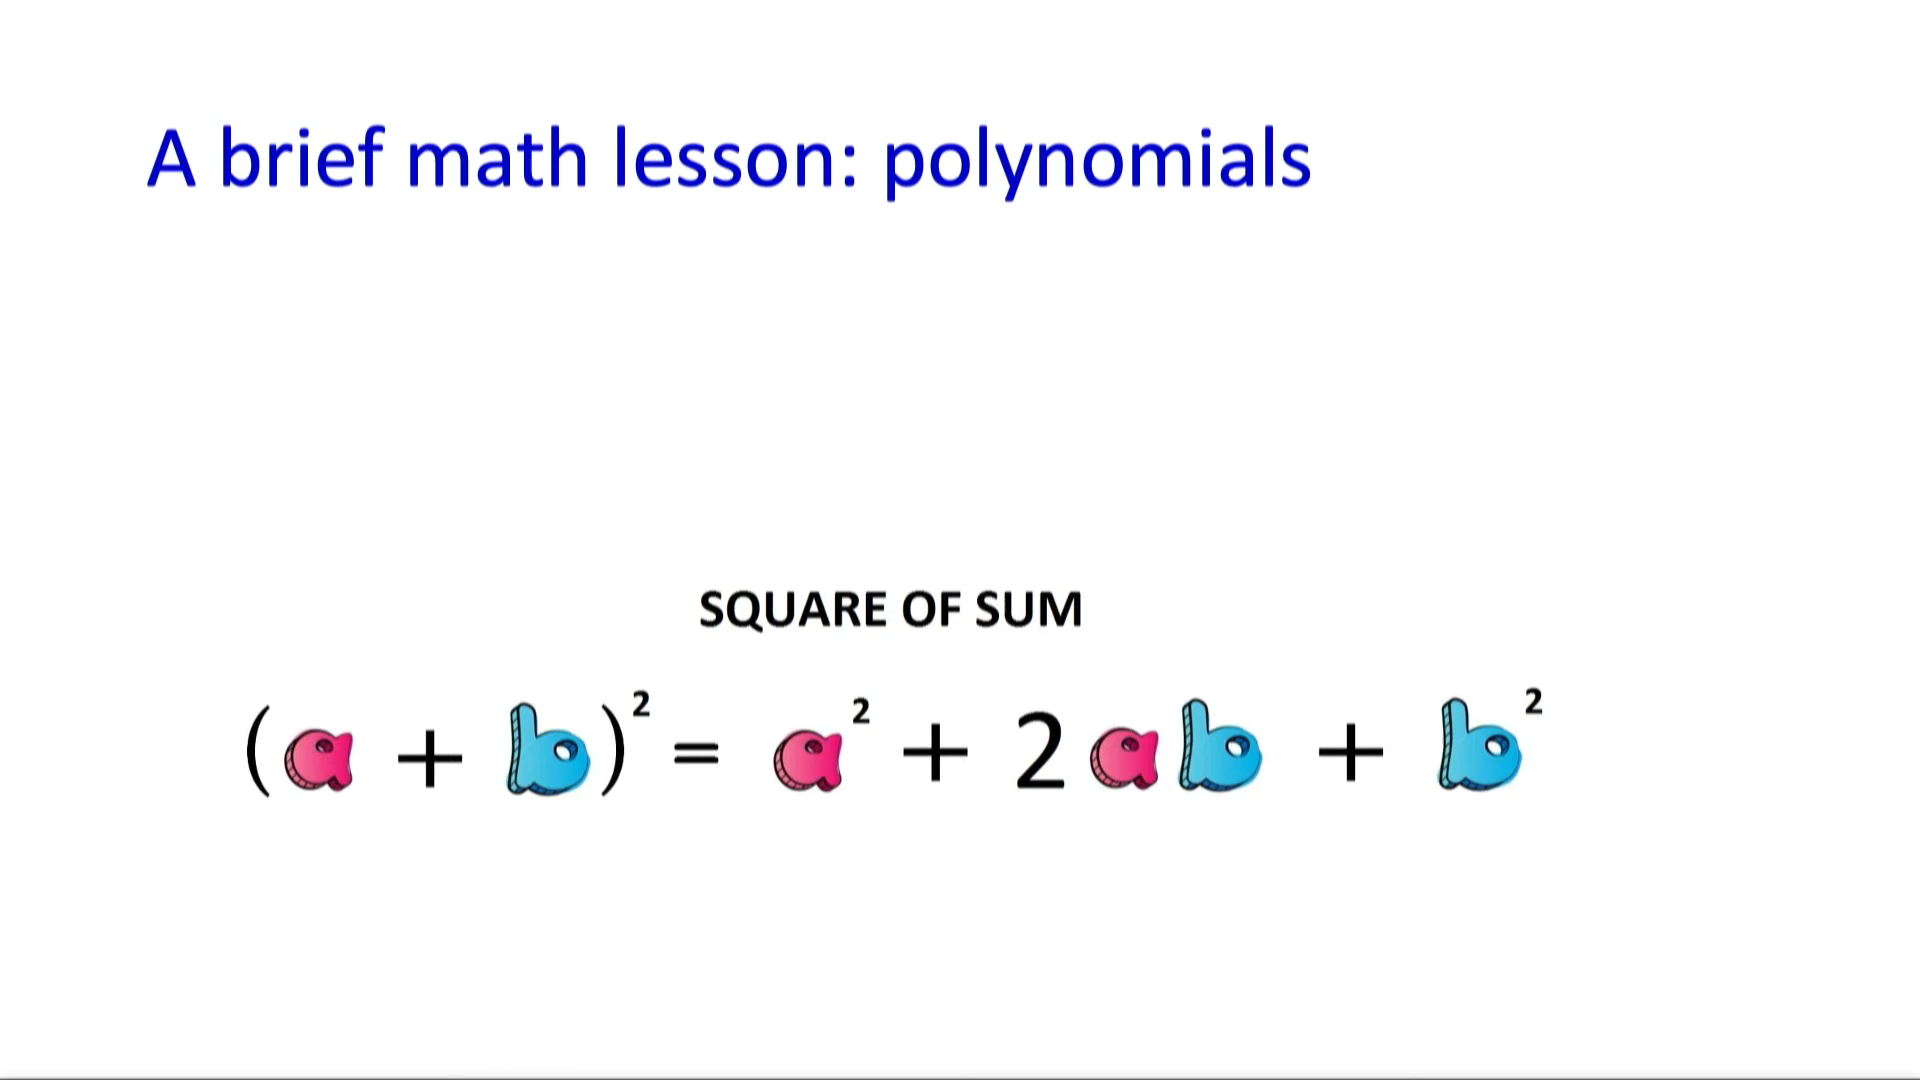 A brief math lesson: polynomials
SQUARE OF SUM
(a + b)² = a² + 2ab + b²